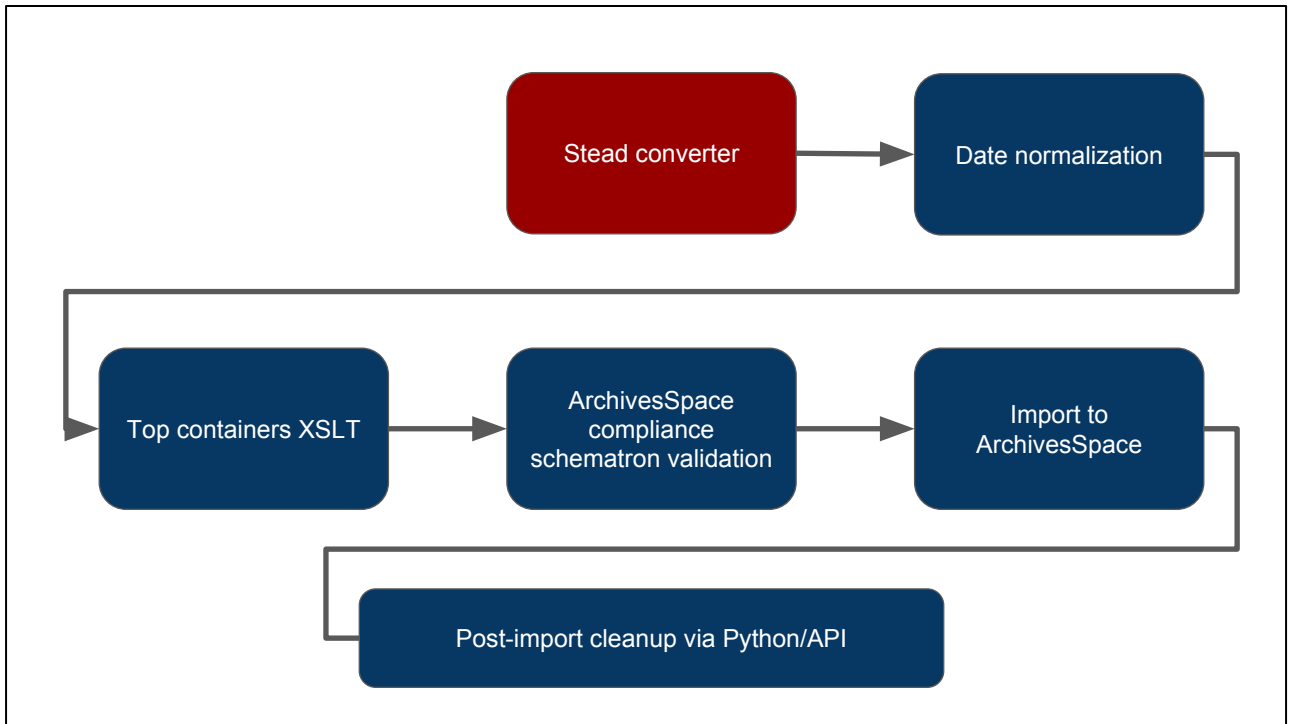 Stead converter
Date normalization
Top containers XSLT
ArchivesSpace
compliance
schematron validation
Import to
ArchivesSpace
Post-import cleanup via Python/API